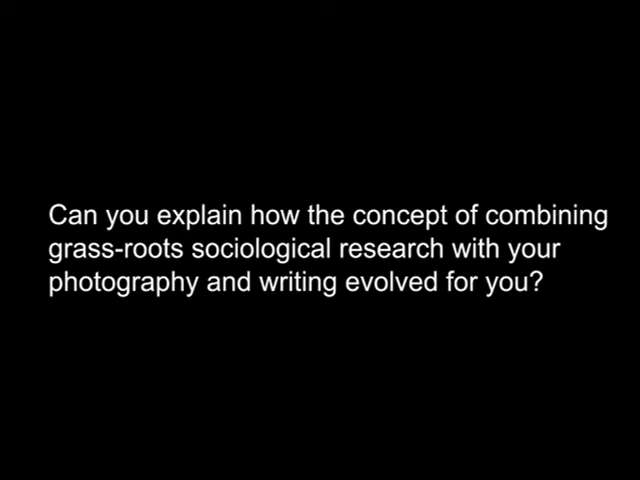 Can you explain how the concept of combining
grass-roots sociological research with your
photography and writing evolved for you?